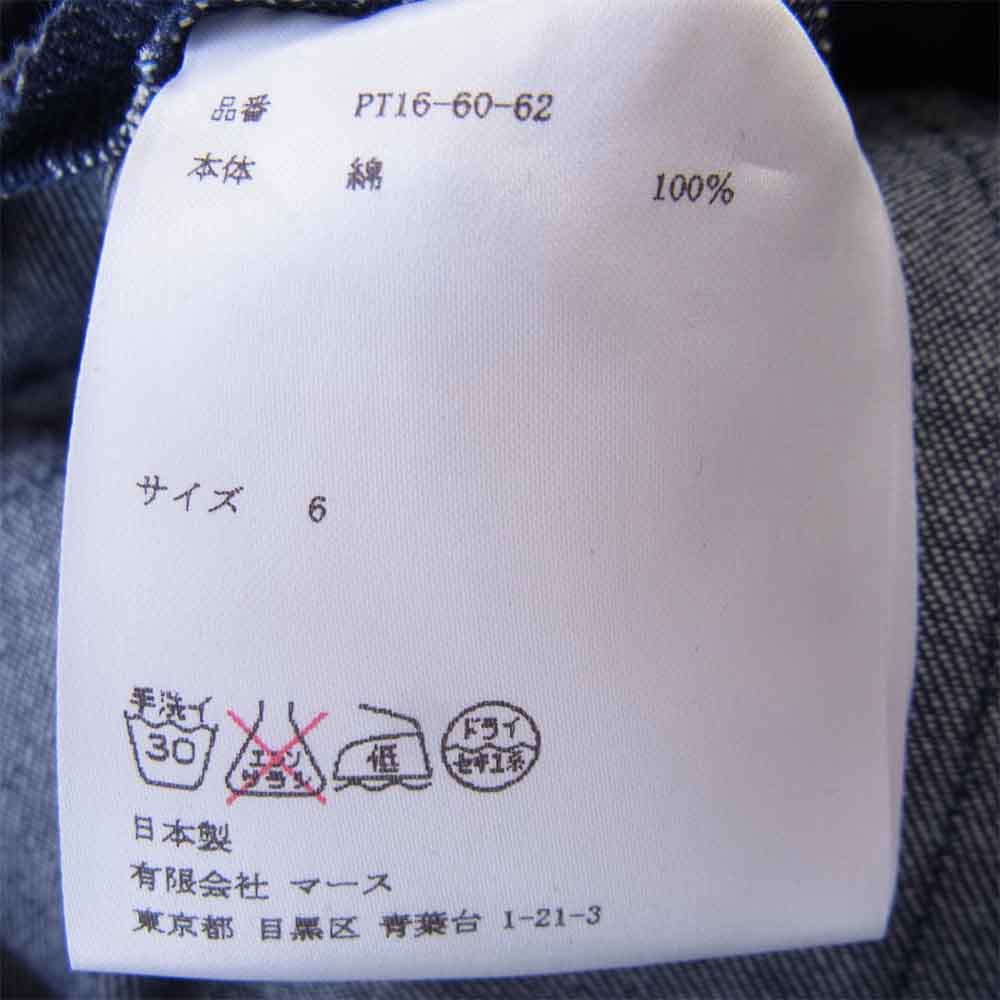 品番 PT16-60-62
本体 綿 100%
サイズ 6
手洗イ
30
エンソ
サラシ
低
ドライ
セキユ系
日本製
有限会社 マース
東京都 目黒区 青葉台 1-21-3